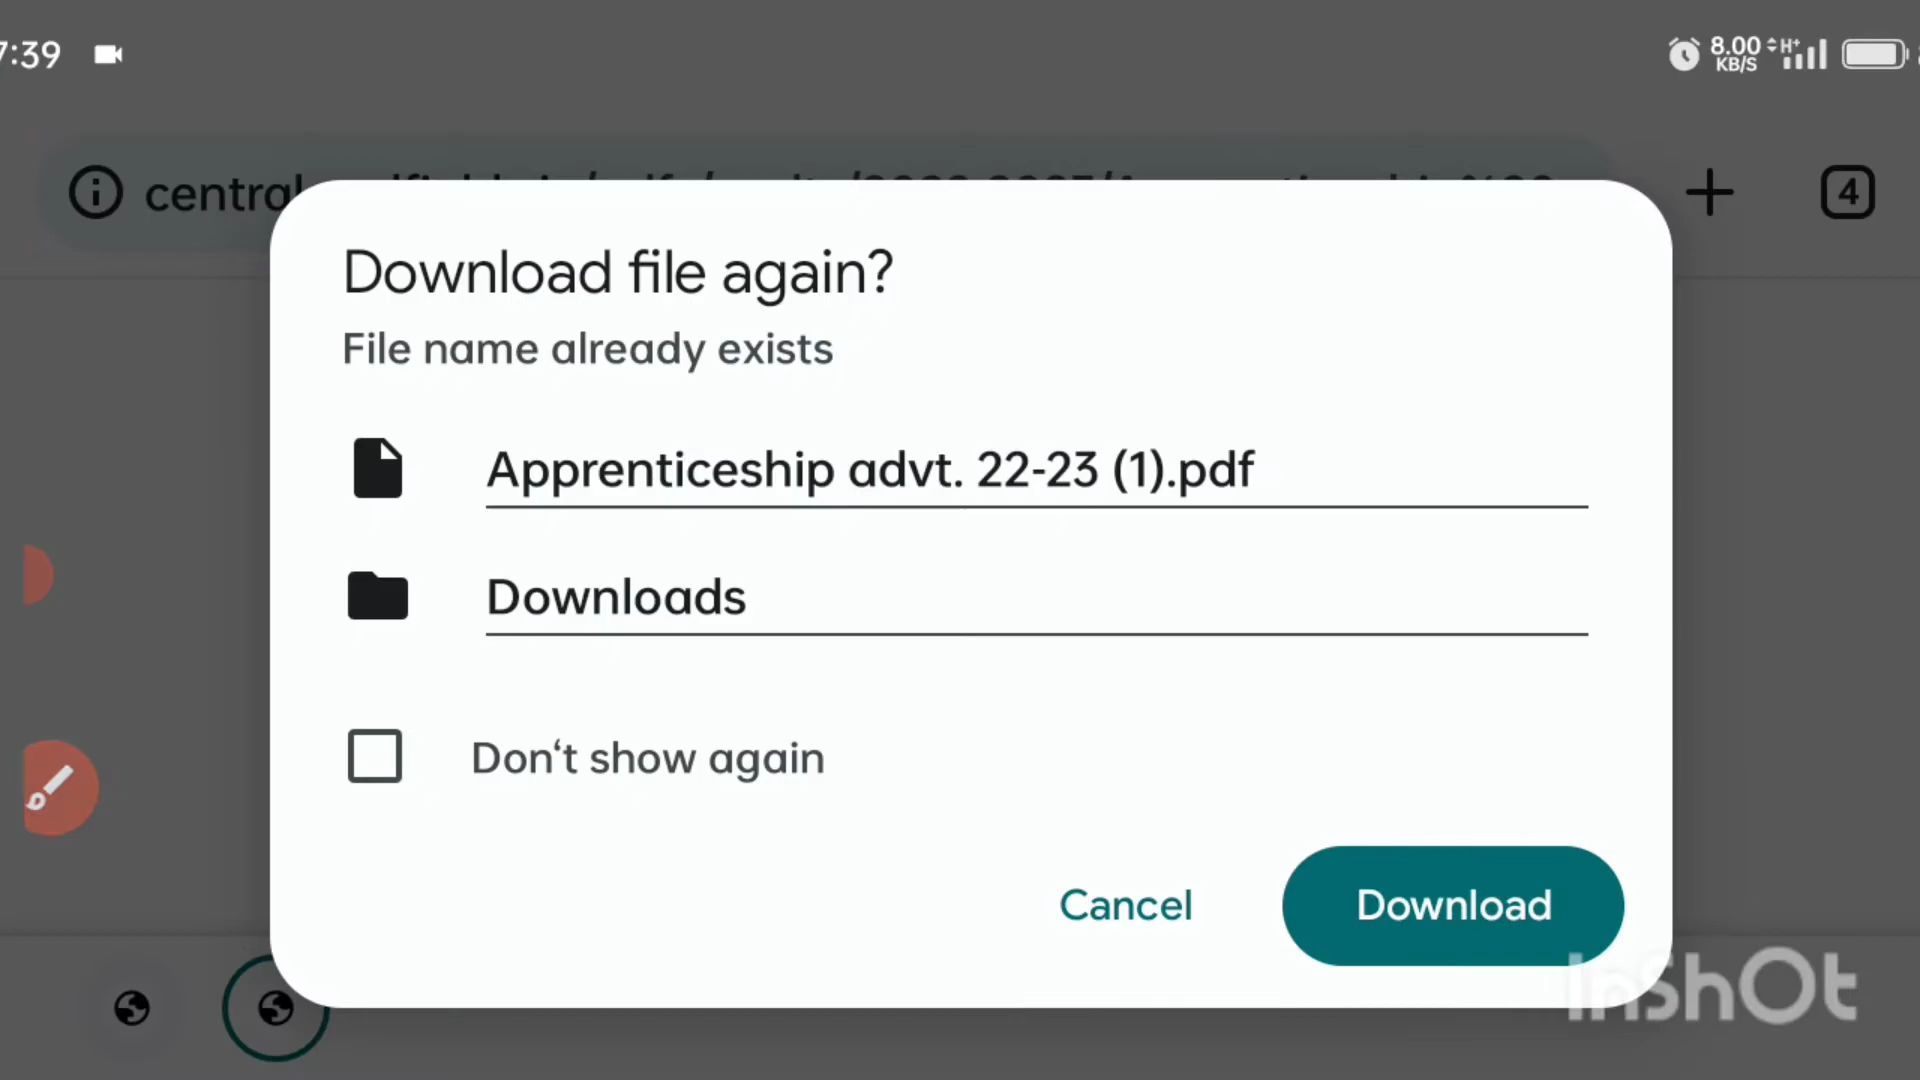 7:39
8.00
KB/S
H+
central
4
Download file again?
File name already exists
Apprenticeship advt. 22-23 (1).pdf
Downloads
Don‘t show again
Cancel
Download
InShOt